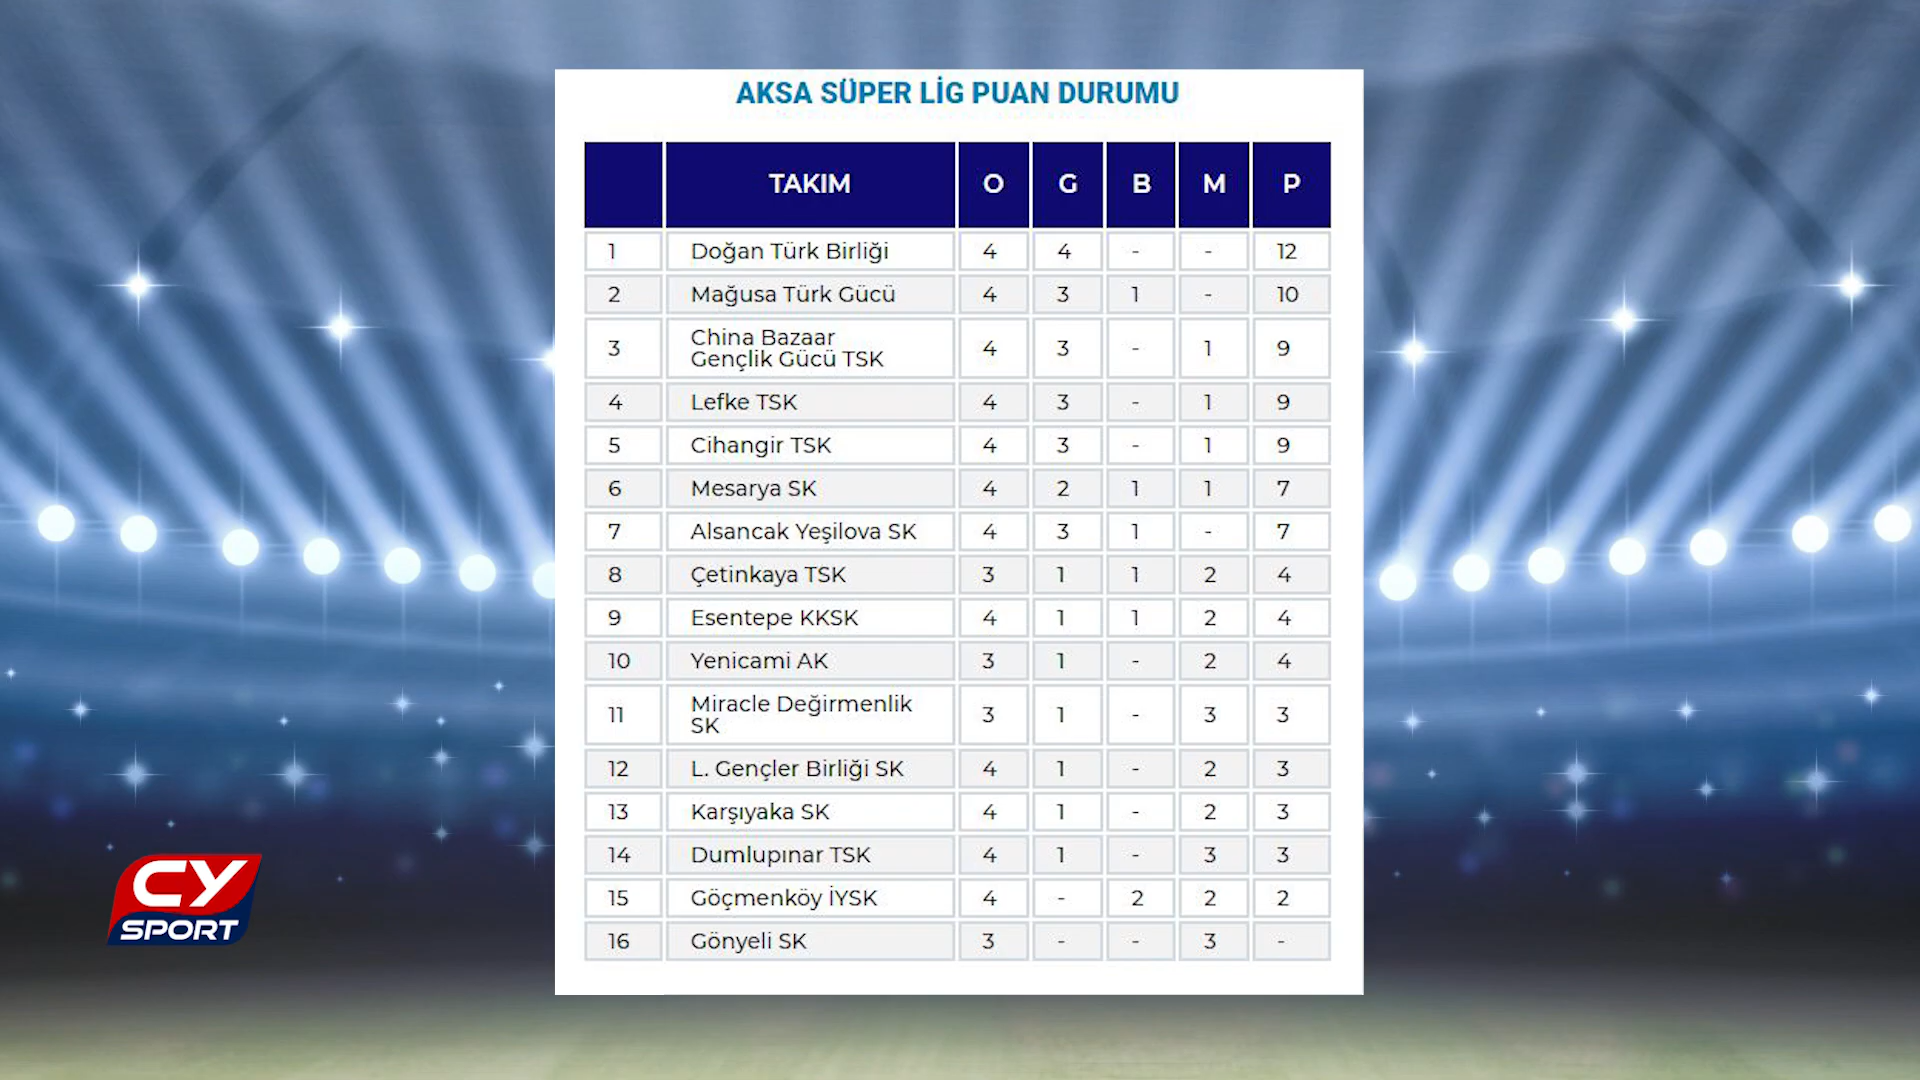 AKSA SÜPER LİG PUAN DURUMU
TAKIM O G B M P
1 Doğan Türk Birliği 4 4 - - 12
2 Mağusa Türk Gücü 4 3 1 - 10
3 China Bazaar
Gençlik Gücü TSK 4 3 - 1 9
4 Lefke TSK 4 3 - 1 9
5 Cihangir TSK 4 3 - 1 9
6 Mesarya SK 4 2 1 1 7
7 Alsancak Yeşilova SK 4 3 1 - 7
8 Çetinkaya TSK 3 1 1 2 4
9 Esentepe KKSK 4 1 1 2 4
10 Yenicami AK 3 1 - 2 4
11 Miracle Değirmenlik
SK 3 1 - 3 3
12 L. Gençler Birliği SK 4 1 - 2 3
13 Karşıyaka SK 4 1 - 2 3
14 Dumlupınar TSK 4 1 - 3 3
15 Göçmenköy İYSK 4 - 2 2 2
16 Gönyeli SK 3 - - 3 -
CY
SPORT